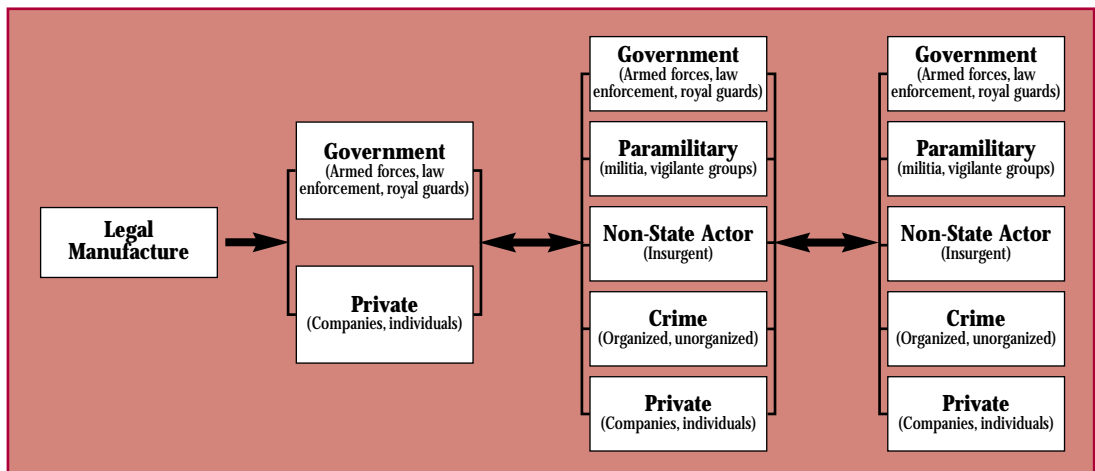 Legal
Manufacture
Government
(Armed forces, law
enforcement, royal guards)
Private
(Companies, individuals)
Government
(Armed forces, law
enforcement, royal guards)
Paramilitary
(militia, vigilante groups)
Non-State Actor
(Insurgent)
Crime
(Organized, unorganized)
Private
(Companies, individuals)
Government
(Armed forces, law
enforcement, royal guards)
Paramilitary
(militia, vigilante groups)
Non-State Actor
(Insurgent)
Crime
(Organized, unorganized)
Private
(Companies, individuals)